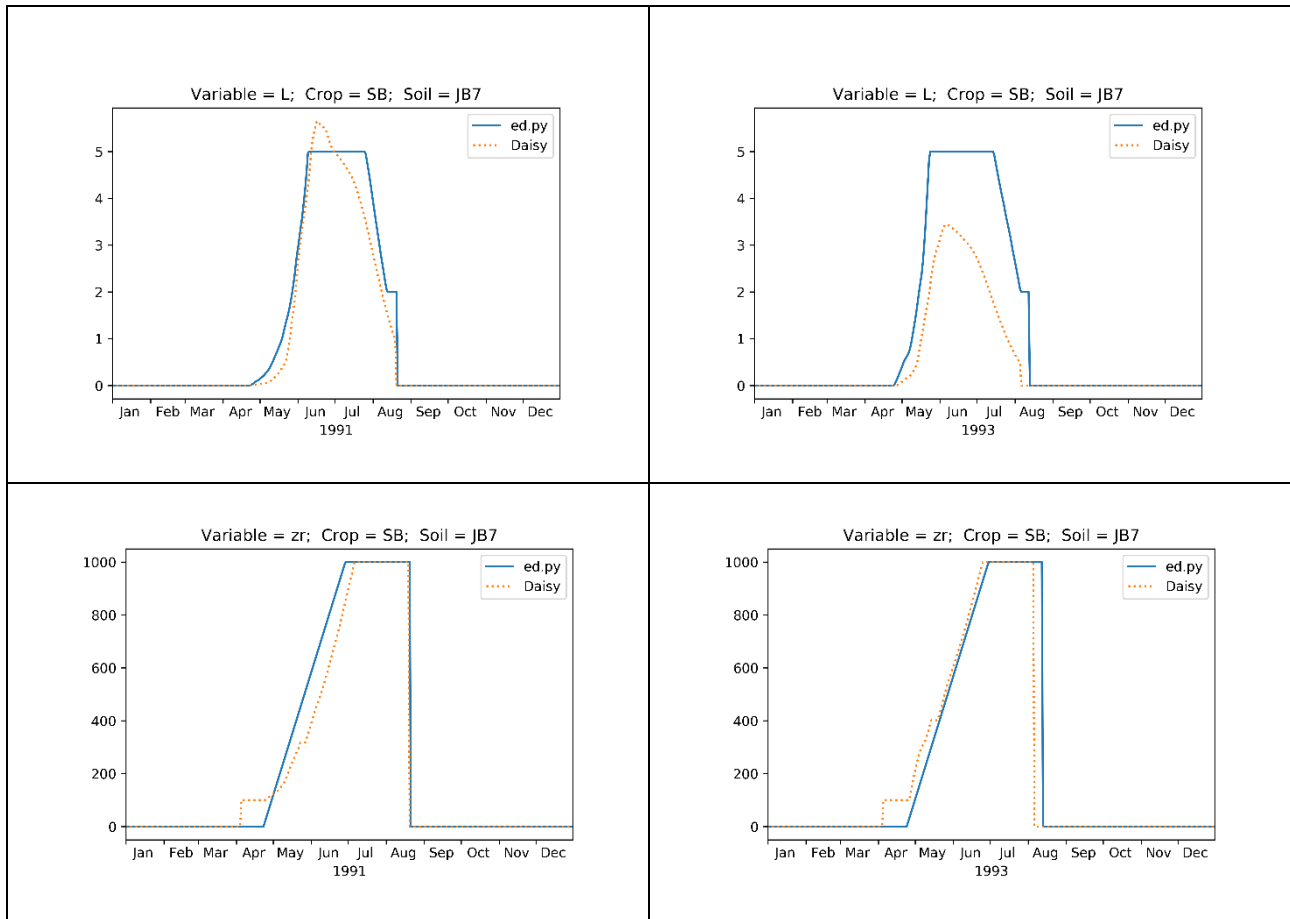 Variable = L;  Crop = SB;  Soil = JB7
ed.py
Daisy
5
4
3
2
1
0
Jan Feb Mar Apr May Jun Jul Aug Sep Oct Nov Dec
1991
Variable = L;  Crop = SB;  Soil = JB7
ed.py
Daisy
5
4
3
2
1
0
Jan Feb Mar Apr May Jun Jul Aug Sep Oct Nov Dec
1993
Variable = zr;  Crop = SB;  Soil = JB7
ed.py
Daisy
1000
800
600
400
200
0
Jan Feb Mar Apr May Jun Jul Aug Sep Oct Nov Dec
1991
Variable = zr;  Crop = SB;  Soil = JB7
ed.py
Daisy
1000
800
600
400
200
0
Jan Feb Mar Apr May Jun Jul Aug Sep Oct Nov Dec
1993